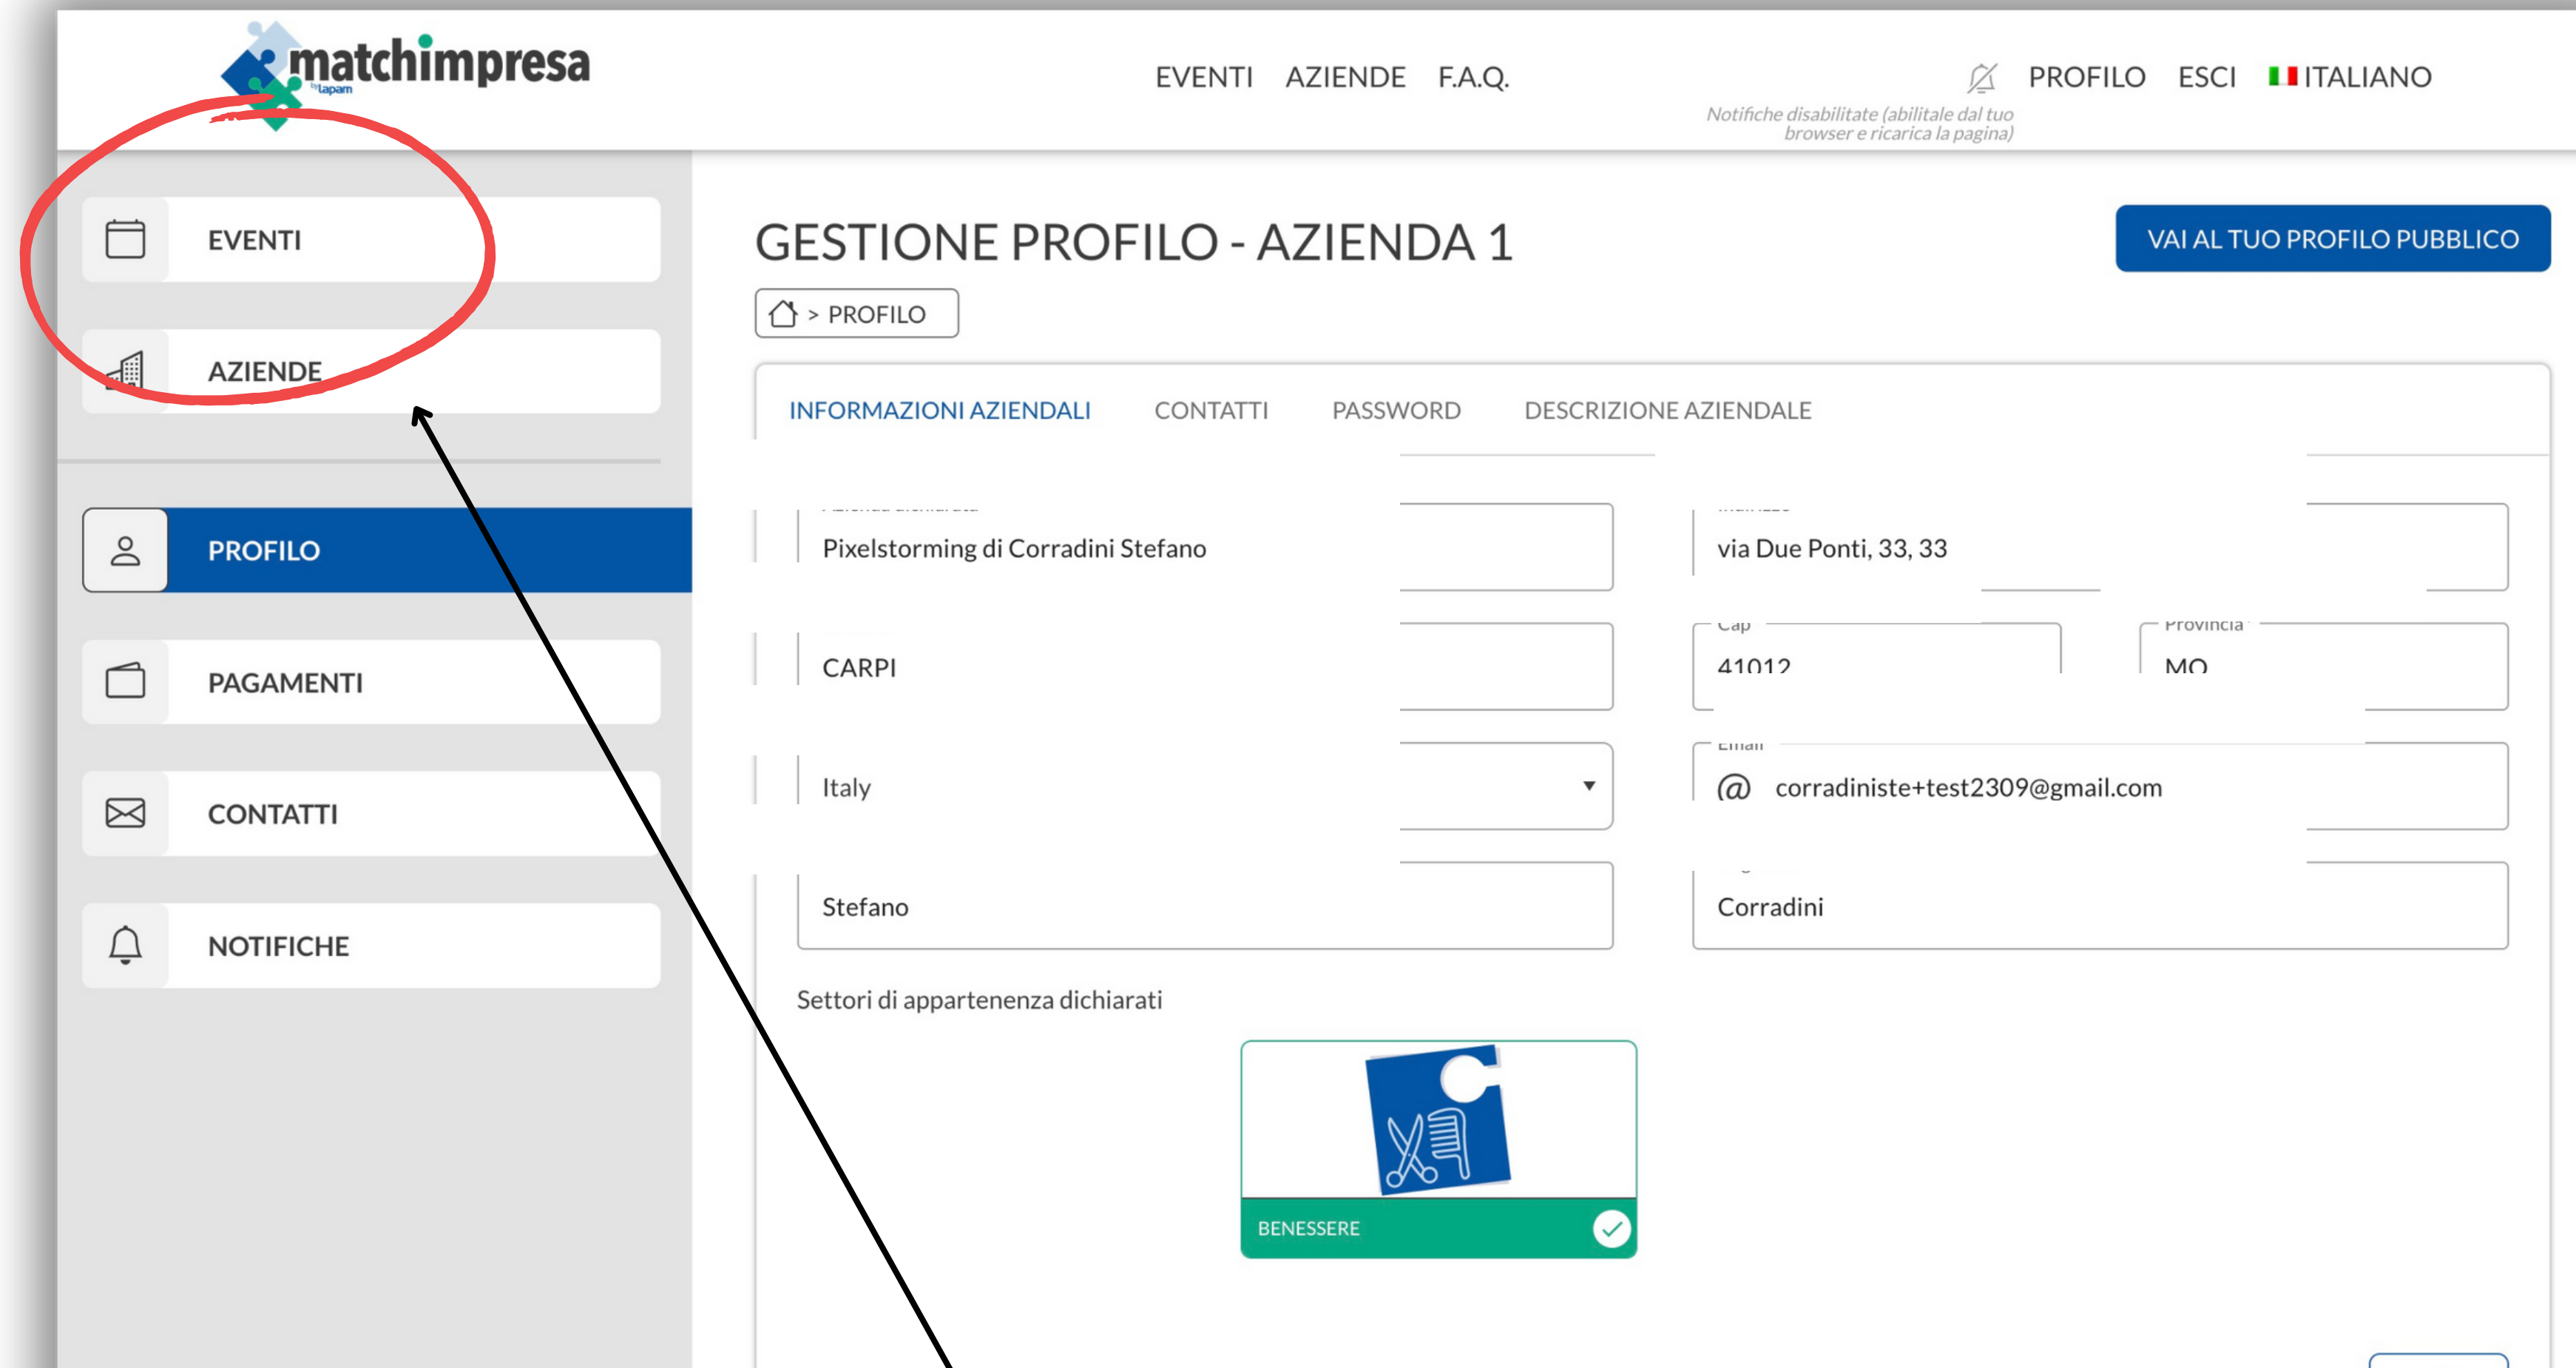 matchimpresa
by Lapam
EVENTI AZIENDE F.A.Q.
PROFILO ESCI ITALIANO
Notifiche disabilitate (abilitale dal tuo
browser e ricarica la pagina)
EVENTI
AZIENDE
PROFILO
PAGAMENTI
CONTATTI
NOTIFICHE
GESTIONE PROFILO - AZIENDA 1
VAI AL TUO PROFILO PUBBLICO
> PROFILO
INFORMAZIONI AZIENDALI CONTATTI PASSWORD DESCRIZIONE AZIENDALE
Pixelstorming di Corradini Stefano
via Due Ponti, 33, 33
CARPI
Cap
41012
Provincia
MO
Italy
Email
@ corradiniste+test2309@gmail.com
Stefano
Corradini
Settori di appartenenza dichiarati
BENESSERE